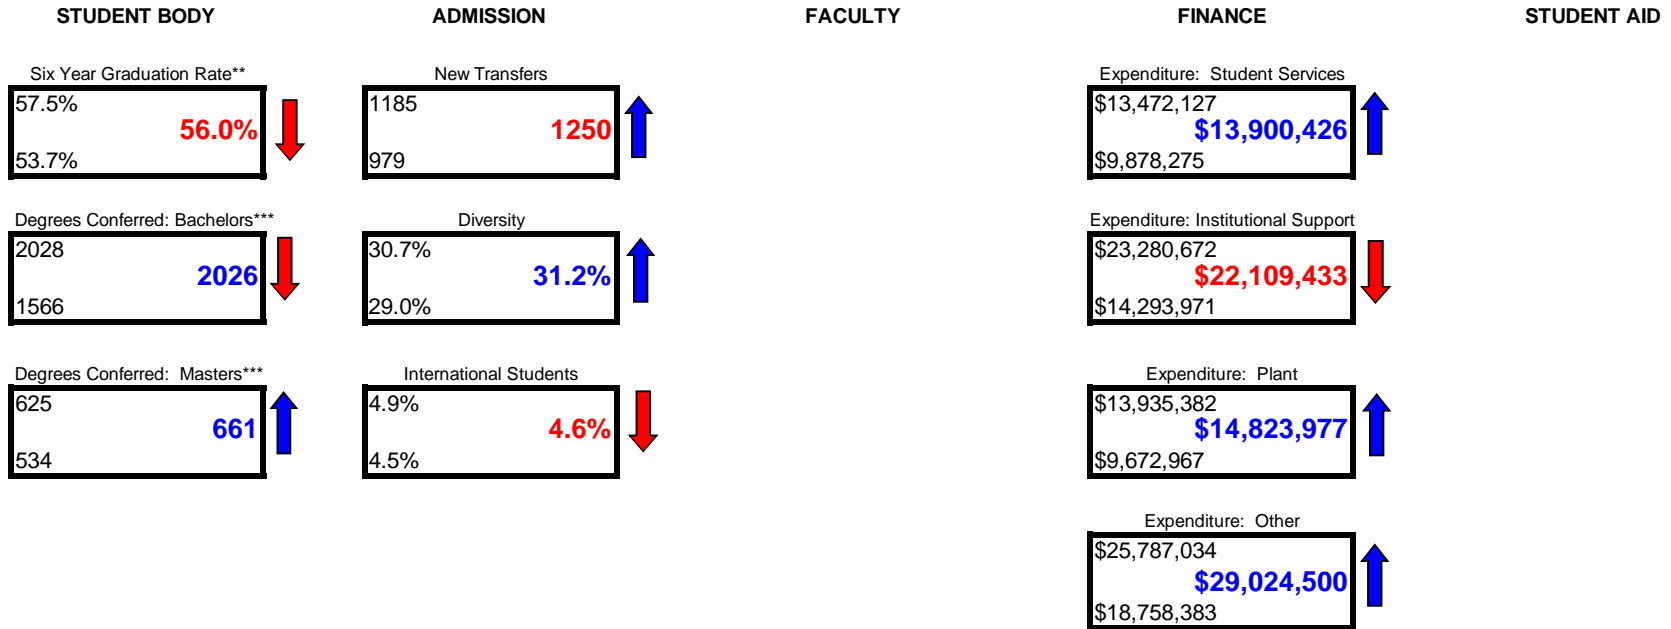 STUDENT BODY ADMISSION FACULTY FINANCE STUDENT AID
Six Year Graduation Rate** New Transfers Expenditure: Student Services
57.5% 1185 $13,472,127
56.0% 1250 $13,900,426
53.7% 979 $9,878,275
Degrees Conferred: Bachelors*** Diversity Expenditure: Institutional Support
2028 30.7% $23,280,672
2026 31.2% $22,109,433
1566 29.0% $14,293,971
Degrees Conferred: Masters*** International Students Expenditure: Plant
625 4.9% $13,935,382
661 4.6% $14,823,977
534 4.5% $9,672,967
Expenditure: Other
$25,787,034
$29,024,500
$18,758,383